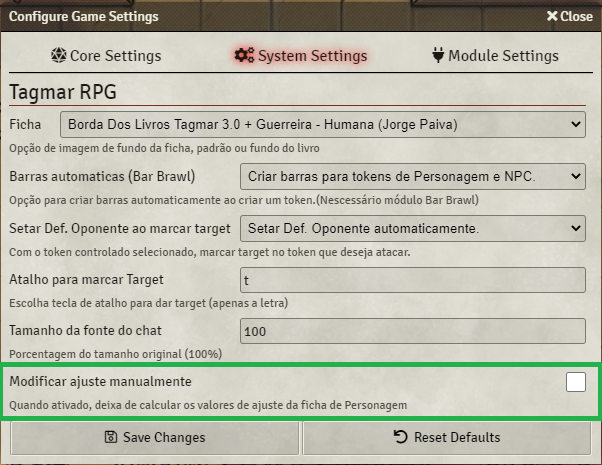 Configure Game Settings
Close
Core Settings
System Settings
Module Settings
Tagmar RPG
Ficha
Borda Dos Livros Tagmar 3.0 + Guerreira - Humana (Jorge Paiva)
Opção de imagem de fundo da ficha, padrão ou fundo do livro
Barras automaticas (Bar Brawl)
Criar barras para tokens de Personagem e NPC.
Opção para criar barras automaticamente ao criar um token.(Nescessário módulo Bar Brawl)
Setar Def. Oponente ao marcar target
Setar Def. Oponente automaticamente.
Com o token controlado selecionado, marcar target no token que deseja atacar.
Atalho para marcar Target
t
Escolha tecla de atalho para dar target (apenas a letra)
Tamanho da fonte do chat
100
Porcentagem do tamanho original (100%)
Modificar ajuste manualmente
Quando ativado, deixa de calcular os valores de ajuste da ficha de Personagem
Save Changes
Reset Defaults